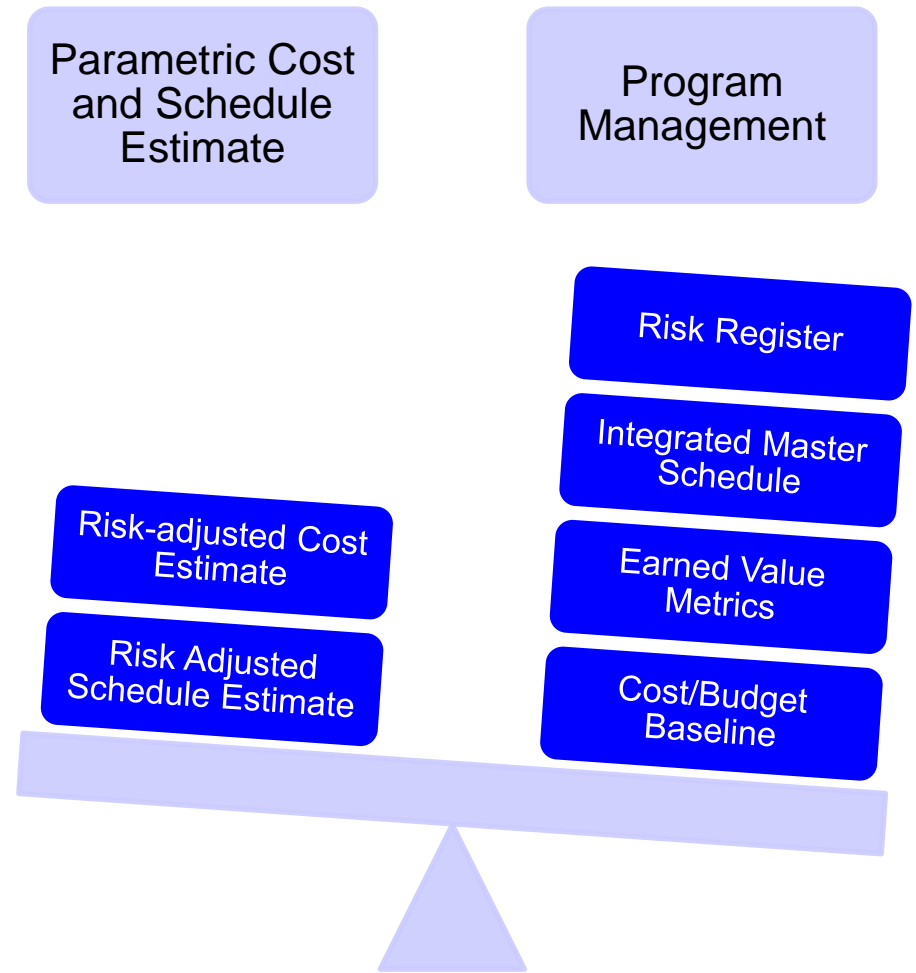 Parametric Cost
and Schedule
Estimate
Program
Management
Risk-adjusted Cost
Estimate
Risk Adjusted
Schedule Estimate
Risk Register
Integrated Master
Schedule
Earned Value
Metrics
Cost/Budget
Baseline